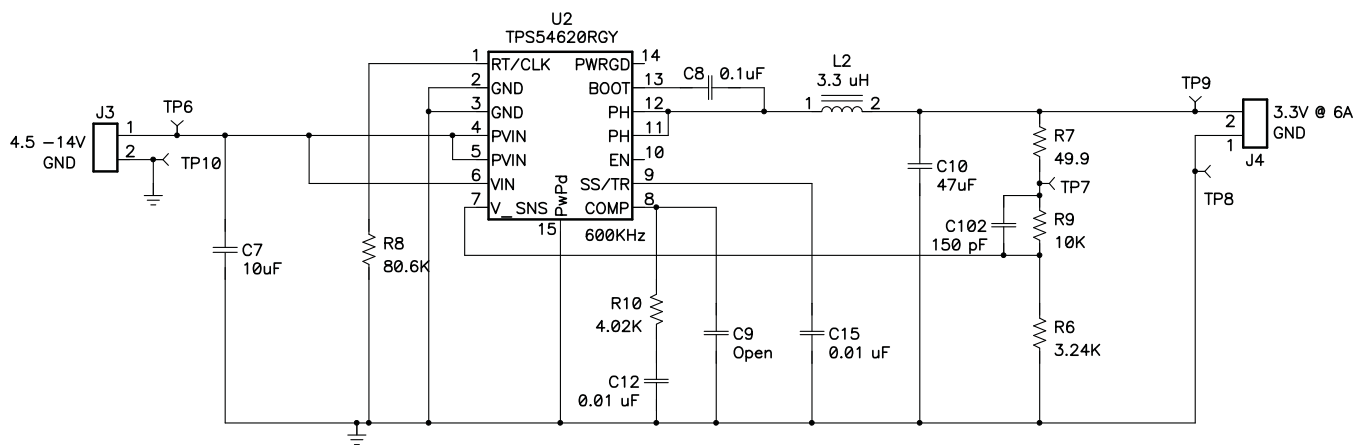 U2
TPS54620RGY
1 RT/CLK PWRGD 14
2 GND BOOT 13
3 GND PH 12
4 PVIN PH 11
5 PVIN EN 10
6 VIN SS/TR 9
7 V_SNS PwPd COMP 8
15 600KHz
J3
4.5 -14V 1
GND 2
TP6
TP10
C7
10uF
R8
80.6K
C8 0.1uF
L2
3.3 uH
1 2
R10
4.02K
C12
0.01 uF
C9
Open
C15
0.01 uF
C10
47uF
R7
49.9
TP7
C102
150 pF
R9
10K
R6
3.24K
TP9
TP8
3.3V @ 6A
2
GND
1
J4